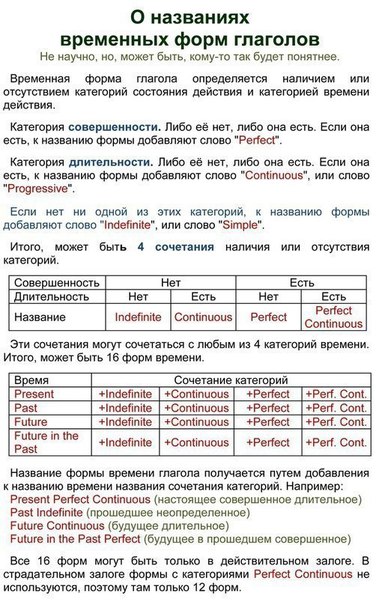 О названиях
временных форм глаголов
Не научно, но, может быть, кому-то так будет понятнее.
Временная форма глагола определяется наличием или
отсутствием категорий состояния действия и категорией времени
действия.
Категория совершенности. Либо её нет, либо она есть. Если она
есть, к названию формы добавляют слово "Perfect".
Категория длительности. Либо её нет, либо она есть. Если она
есть, к названию формы добавляют слово "Continuous", или слово
"Progressive".
Если нет ни одной из этих категорий, к названию формы
добавляют слово "Indefinite", или слово "Simple".
Итого, может быть 4 сочетания наличия или отсутствия
категорий.
Совершенность Нет Есть
Длительность Нет Есть Нет Есть
Название Indefinite Continuous Perfect Perfect
Continuous
Эти сочетания могут сочетаться с любым из 4 категорий времени.
Итого, может быть 16 форм времени.
Время Сочетание категорий
Present +Indefinite +Continuous +Perfect +Perf. Cont.
Past +Indefinite +Continuous +Perfect +Perf. Cont.
Future +Indefinite +Continuous +Perfect +Perf. Cont.
Future in the
Past +Indefinite +Continuous +Perfect +Perf. Cont.
Название формы времени глагола получается путем добавления
к названию времени названия сочетания категорий. Например:
Present Perfect Continuous (настоящее совершенное длительное)
Past Indefinite (прошедшее неопределенное)
Future Continuous (будущее длительное)
Future in the Past Perfect (будущее в прошедшем совершенное)
Все 16 форм могут быть только в действительном залоге. В
страдательном залоге формы с категориями Perfect Continuous не
используются, поэтому там только 12 форм.